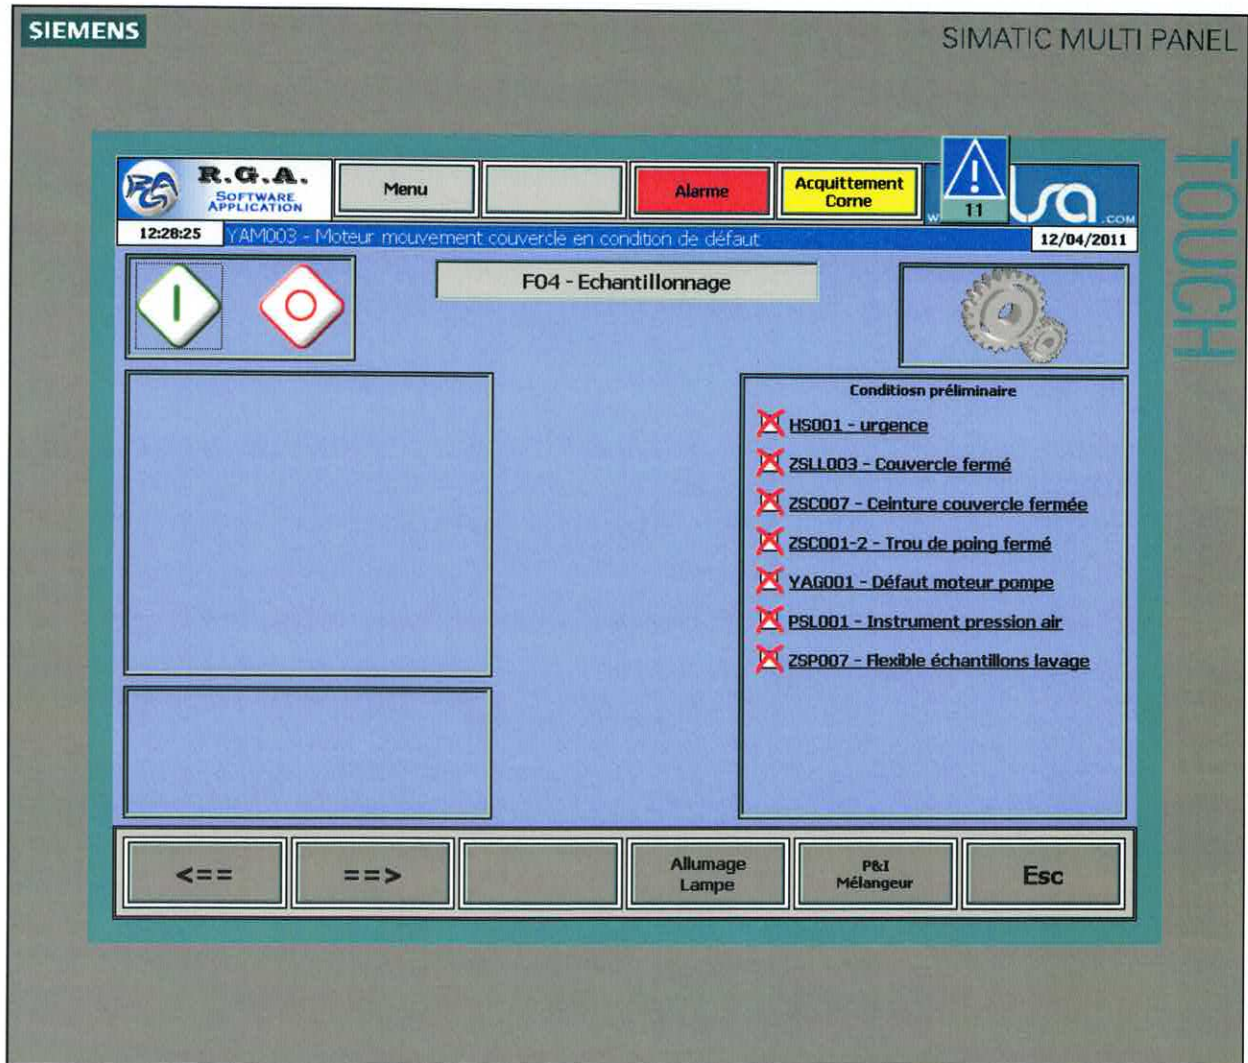 SIEMENS
SIMATIC MULTI PANEL
TOUCH
R.G.A.
SOFTWARE
APPLICATION
Menu
Alarme
Acquittement
Corne
11
.COM
12:28:25
YAM003 - Moteur mouvement couvercle en condition de défaut
12/04/2011
F04 - Echantillonnage
Conditiosn préliminaire
HS001 - urgence
ZSLL003 - Couvercle fermé
ZSC007 - Ceinture couvercle fermée
ZSC001-2 - Trou de poing fermé
YAG001 - Défaut moteur pompe
PSL001 - Instrument pression air
ZSP007 - Flexible échantillons lavage
<==
==>
Allumage
Lampe
P&I
Mélangeur
Esc